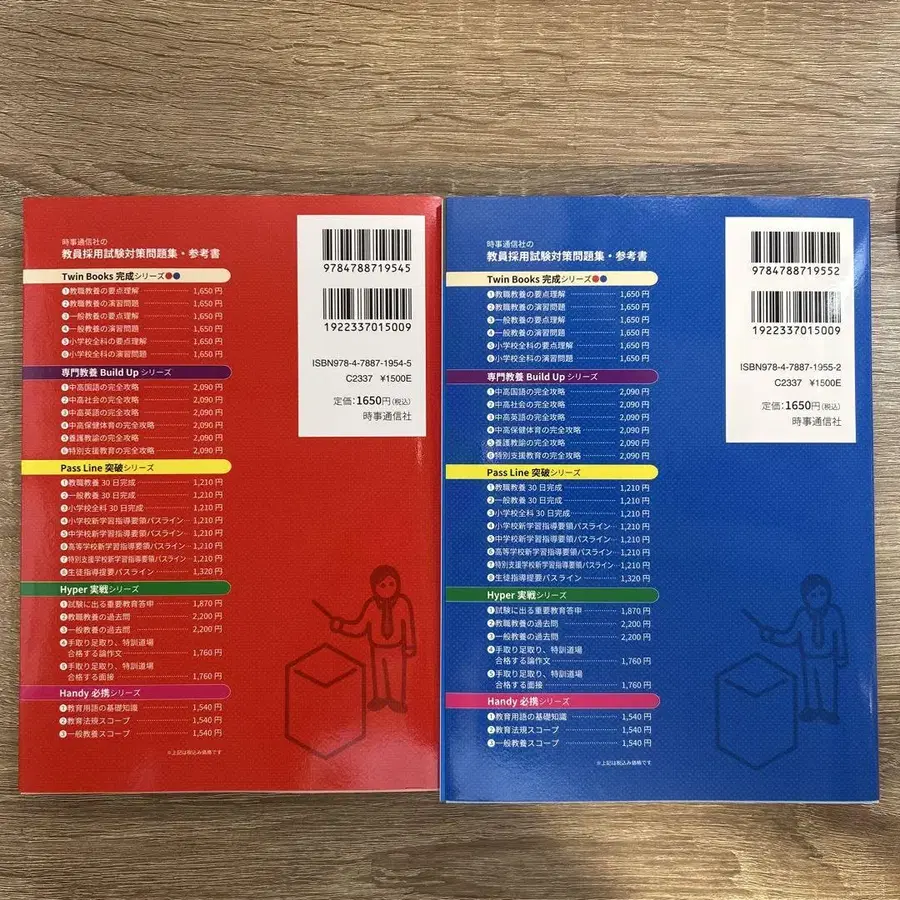 時事通信社の
教員採用試験対策問題集・参考書
Twin Books 完成シリーズ
❶教職教養の要点理解 1,650円
❷教職教養の演習問題 1,650円
❸一般教養の要点理解 1,650円
❹一般教養の演習問題 1,650円
❺小学校全科の要点理解 1,650円
❻小学校全科の演習問題 1,650円
専門教養 Build Up シリーズ
❶中高国語の完全攻略 2,090円
❷中高社会の完全攻略 2,090円
❸中高英語の完全攻略 2,090円
❹中高保健体育の完全攻略 2,090円
❺養護教諭の完全攻略 2,090円
❻特別支援教育の完全攻略 2,090円
Pass Line 突破シリーズ
❶教職教養30日完成 1,210円
❷一般教養30日完成 1,210円
❸小学校全科30日完成 1,210円
❹小学校新学習指導要領パスライン 1,210円
❺中学校新学習指導要領パスライン 1,210円
❻高等学校新学習指導要領パスライン 1,210円
❼特別支援学校新学習指導要領パスライン 1,210円
❽生徒指導提要パスライン 1,320円
Hyper 実戦シリーズ
❶試験に出る重要教育答申 1,870円
❷教職教養の過去問 2,200円
❸一般教養の過去問 2,200円
❹手取り足取り、特訓道場
合格する論作文 1,760円
❺手取り足取り、特訓道場
合格する面接 1,760円
Handy 必携シリーズ
❶教育用語の基礎知識 1,540円
❷教育法規スコープ 1,540円
❸一般教養スコープ 1,540円
※上記は税込み価格です
9784788719545
1922337015009
ISBN978-4-7887-1954-5
C2337 ¥1500E
定価:1650円(税込)
時事通信社
時事通信社の
教員採用試験対策問題集・参考書
Twin Books 完成シリーズ
❶教職教養の要点理解 1,650円
❷教職教養の演習問題 1,650円
❸一般教養の要点理解 1,650円
❹一般教養の演習問題 1,650円
❺小学校全科の要点理解 1,650円
❻小学校全科の演習問題 1,650円
専門教養 Build Up シリーズ
❶中高国語の完全攻略 2,090円
❷中高社会の完全攻略 2,090円
❸中高英語の完全攻略 2,090円
❹中高保健体育の完全攻略 2,090円
❺養護教諭の完全攻略 2,090円
❻特別支援教育の完全攻略 2,090円
Pass Line 突破シリーズ
❶教職教養30日完成 1,210円
❷一般教養30日完成 1,210円
❸小学校全科30日完成 1,210円
❹小学校新学習指導要領パスライン 1,210円
❺中学校新学習指導要領パスライン 1,210円
❻高等学校新学習指導要領パスライン 1,210円
❼特別支援学校新学習指導要領パスライン 1,210円
❽生徒指導提要パスライン 1,320円
Hyper 実戦シリーズ
❶試験に出る重要教育答申 1,870円
❷教職教養の過去問 2,200円
❸一般教養の過去問 2,200円
❹手取り足取り、特訓道場
合格する論作文 1,760円
❺手取り足取り、特訓道場
合格する面接 1,760円
Handy 必携シリーズ
❶教育用語の基礎知識 1,540円
❷教育法規スコープ 1,540円
❸一般教養スコープ 1,540円
※上記は税込み価格です
9784788719552
1922337015009
ISBN978-4-7887-1955-2
C2337 ¥1500E
定価:1650円(税込)
時事通信社